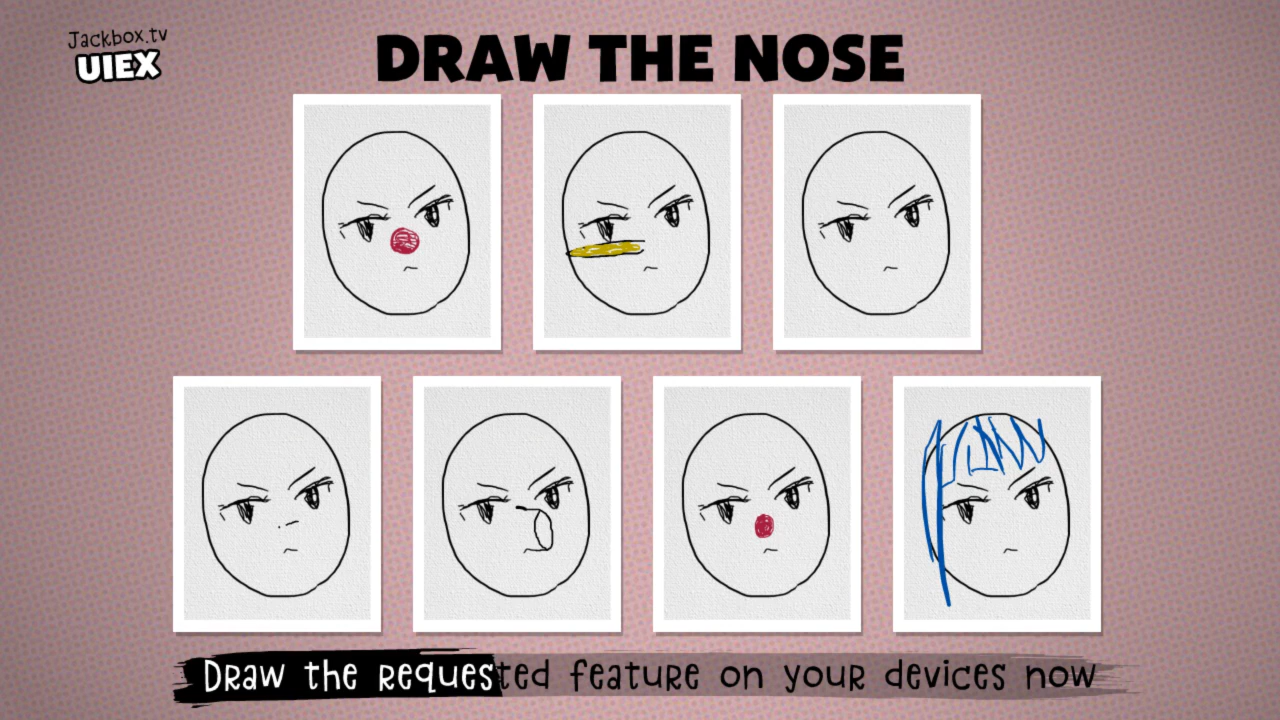 Jackbox.tv
UIEX
DRAW THE NOSE
Draw the requested feature on your devices now